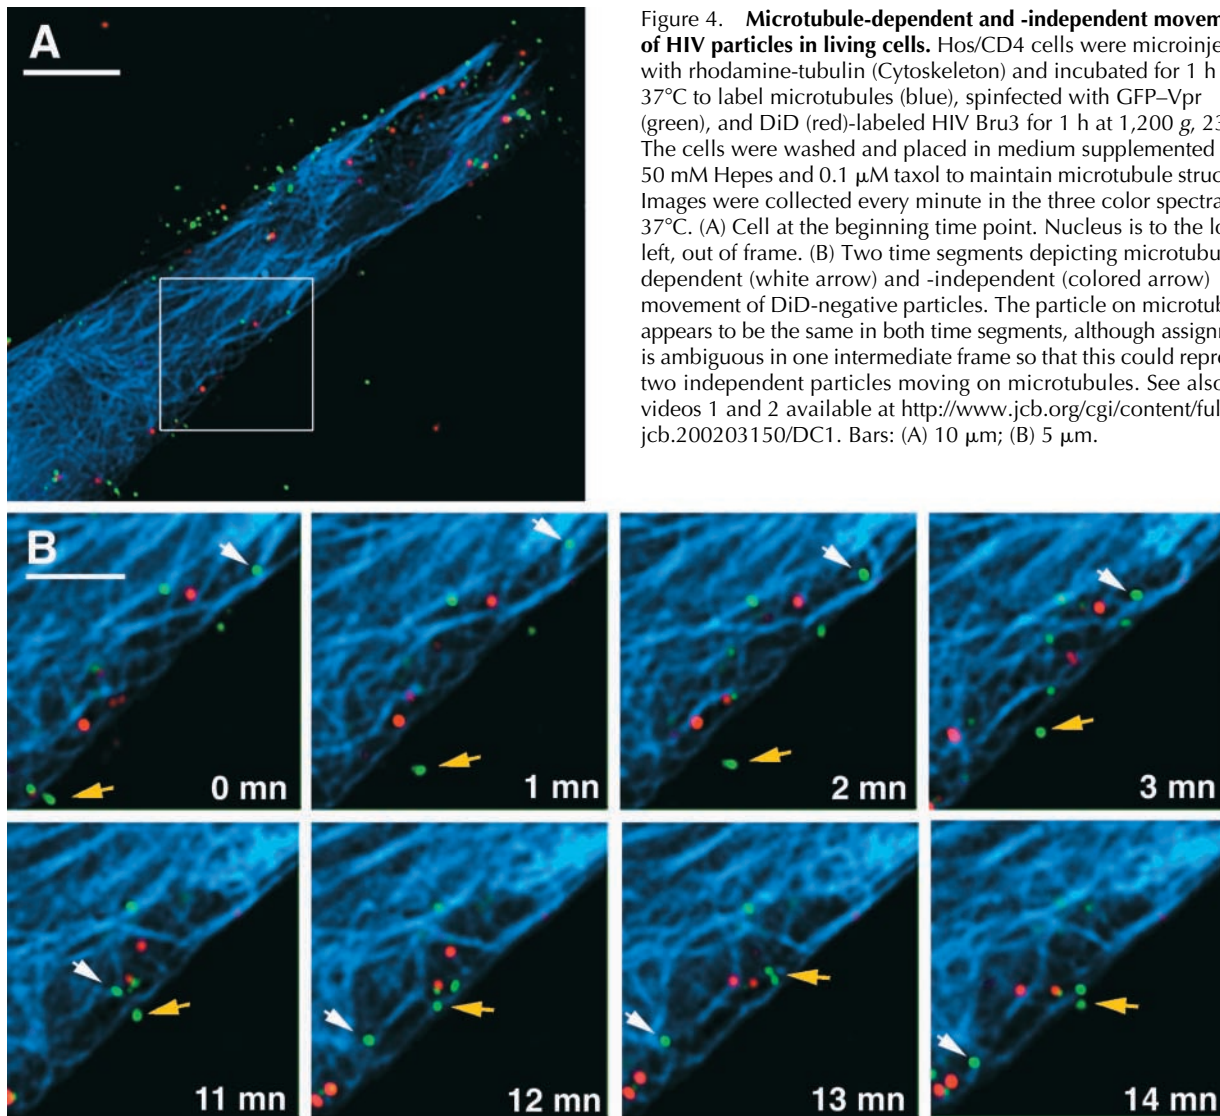 Figure 4. Microtubule-dependent and -independent movem
of HIV particles in living cells. Hos/CD4 cells were microinje
with rhodamine-tubulin (Cytoskeleton) and incubated for 1 h
37°C to label microtubules (blue), spinfected with GFP–Vpr
(green), and DiD (red)-labeled HIV Bru3 for 1 h at 1,200 g, 23
The cells were washed and placed in medium supplemented
50 mM Hepes and 0.1 μM taxol to maintain microtubule struc
Images were collected every minute in the three color spectra
37°C. (A) Cell at the beginning time point. Nucleus is to the lo
left, out of frame. (B) Two time segments depicting microtubu
dependent (white arrow) and -independent (colored arrow)
movement of DiD-negative particles. The particle on microtub
appears to be the same in both time segments, although assignm
is ambiguous in one intermediate frame so that this could repre
two independent particles moving on microtubules. See also
videos 1 and 2 available at http://www.jcb.org/cgi/content/full
jcb.200203150/DC1. Bars: (A) 10 μm; (B) 5 μm.
A
B
0 mn
1 mn
2 mn
3 mn
11 mn
12 mn
13 mn
14 mn